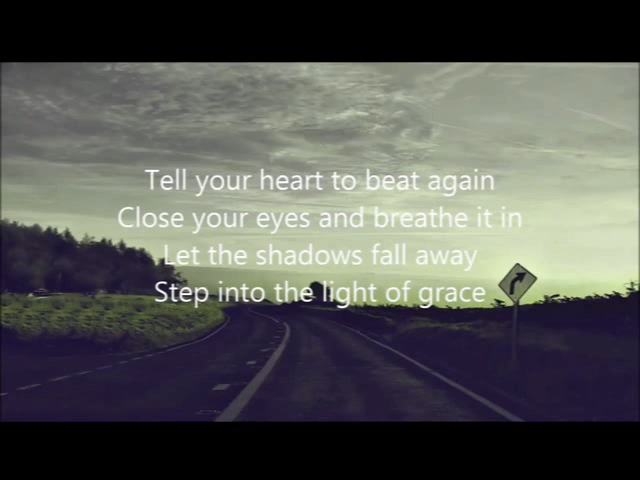 Tell your heart to beat again
Close your eyes and breathe it in
Let the shadows fall away
Step into the light of grace